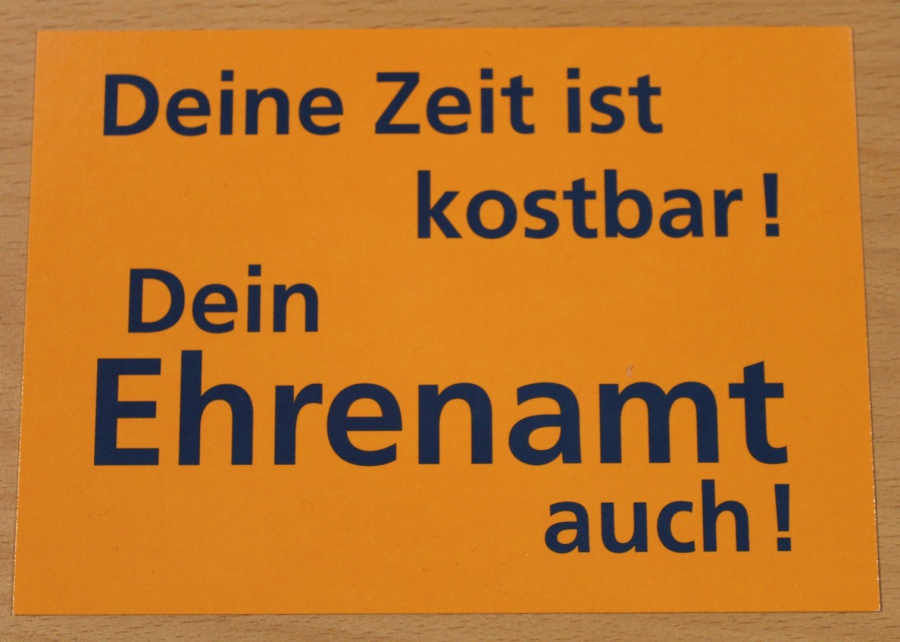 Deine Zeit ist
kostbar!
Dein
Ehrenamt
auch!